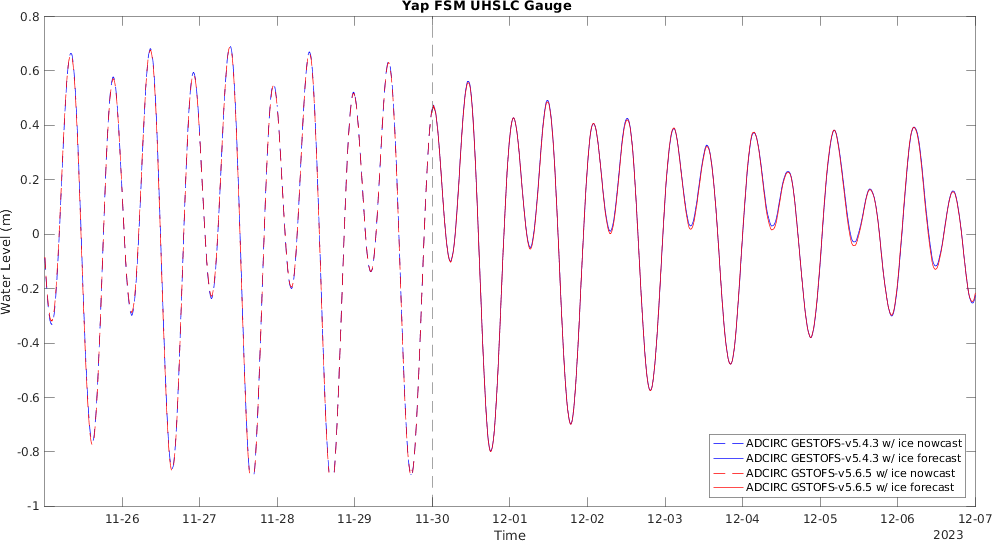 Yap FSM UHSLC Gauge
0.8
0.6
0.4
0.2
0
-0.2
-0.4
-0.6
-0.8
-1
Water Level (m)
11-26 11-27 11-28 11-29 11-30 12-01 12-02 12-03 12-04 12-05 12-06 12-07
Time
2023
ADCIRC GESTOFS-v5.4.3 w/ ice nowcast
ADCIRC GESTOFS-v5.4.3 w/ ice forecast
ADCIRC GSTOFS-v5.6.5 w/ ice nowcast
ADCIRC GSTOFS-v5.6.5 w/ ice forecast